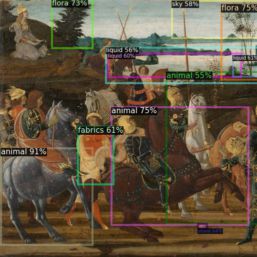 flora 73%
sky 58%
flora 75%
liquid 56%
liquid 60%
liquid 61%
animal 55%
animal 75%
fabrics 61%
animal 91%